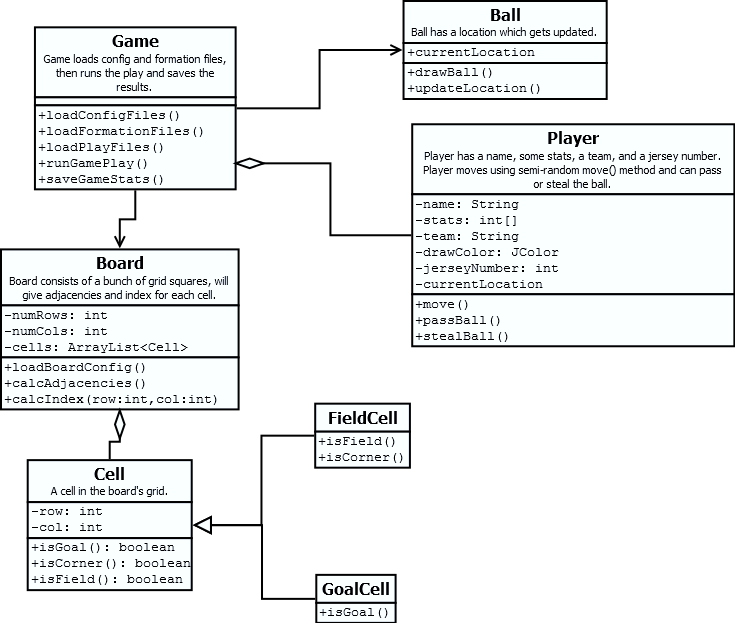 Game
Game loads config and formation files,
then runs the play and saves the
results.
+loadConfigFiles()
+loadFormationFiles()
+loadPlayFiles()
+runGamePlay()
+saveGameStats()
Ball
Ball has a location which gets updated.
+currentLocation
+drawBall()
+updateLocation()
Player
Player has a name, some stats, a team, and a jersey number.
Player moves using semi-random move() method and can pass
or steal the ball.
-name: String
-stats: int[]
-team: String
-drawColor: JColor
-jerseyNumber: int
-currentLocation
+move()
+passBall()
+stealBall()
Board
Board consists of a bunch of grid squares, will
give adjacencies and index for each cell.
-numRows: int
-numCols: int
-cells: ArrayList<Cell>
+loadBoardConfig()
+calcAdjacencies()
+calcIndex(row:int,col:int)
Cell
A cell in the board's grid.
-row: int
-col: int
+isGoal(): boolean
+isCorner(): boolean
+isField(): boolean
FieldCell
+isField()
+isCorner()
GoalCell
+isGoal()